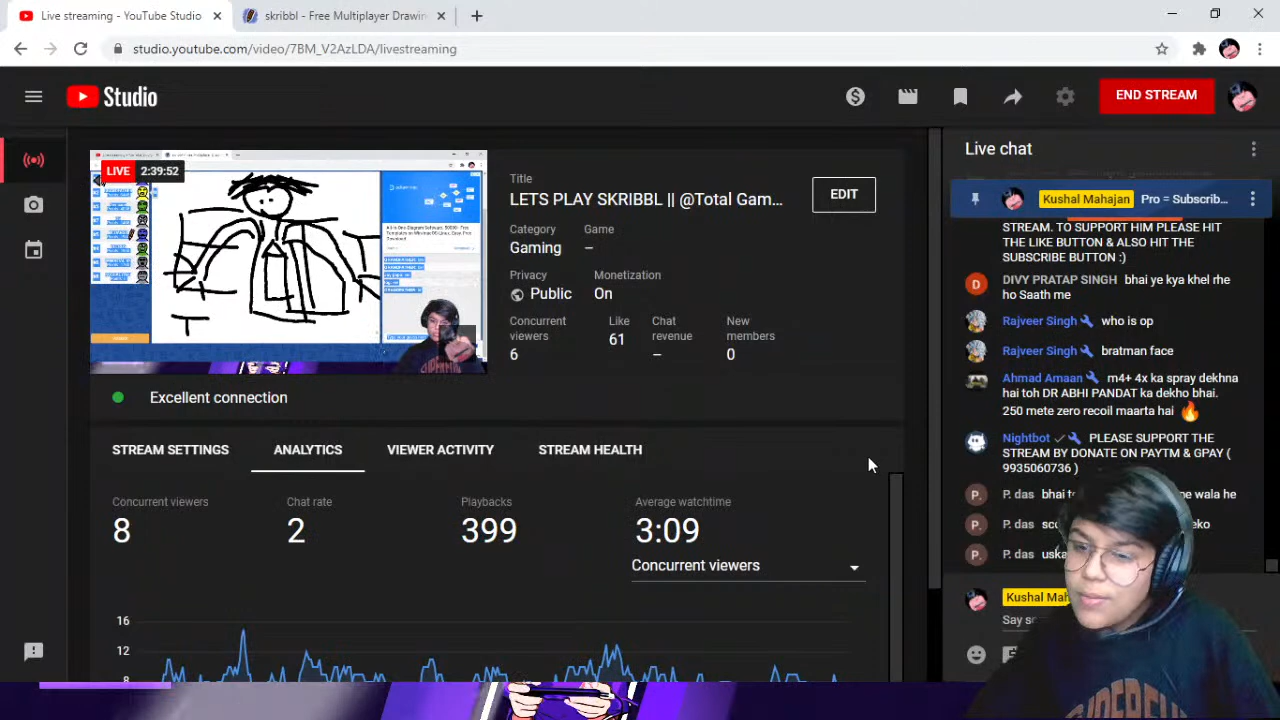 Live streaming - YouTube Studio
skribbl - Free Multiplayer Drawin
studio.youtube.com/video/7BM_V2AzLDA/livestreaming
Studio
END STREAM
LIVE 2:39:52
Title
LETS PLAY SKRIBBL || @Total Gam...
EDIT
Category
Game
Gaming
–
Privacy
Monetization
Public
On
Concurrent viewers
Like
Chat revenue
New members
6
61
–
0
Excellent connection
STREAM SETTINGS
ANALYTICS
VIEWER ACTIVITY
STREAM HEALTH
Concurrent viewers
Chat rate
Playbacks
Average watchtime
8
2
399
3:09
Concurrent viewers
16
12
8
Live chat
Kushal Mahajan Pro = Subscrib...
STREAM. TO SUPPORT HIM PLEASE HIT
THE LIKE BUTTON & ALSO HIT THE
SUBSCRIBE BUTTON :)
D
DIVY PRATAP SINGH bhai ye kya khel rhe
ho Saath me
Rajveer Singh who is op
Rajveer Singh bratman face
Ahmad Amaan m4+ 4x ka spray dekhna
hai toh DR ABHI PANDAT ka dekho bhai.
250 mete zero recoil maarta hai
Nightbot PLEASE SUPPORT THE
STREAM BY DONATE ON PAYTM & GPAY (
9935060736 )
P. P. das bhai
wala he
P. P. das
P. P. das
Kushal
Say